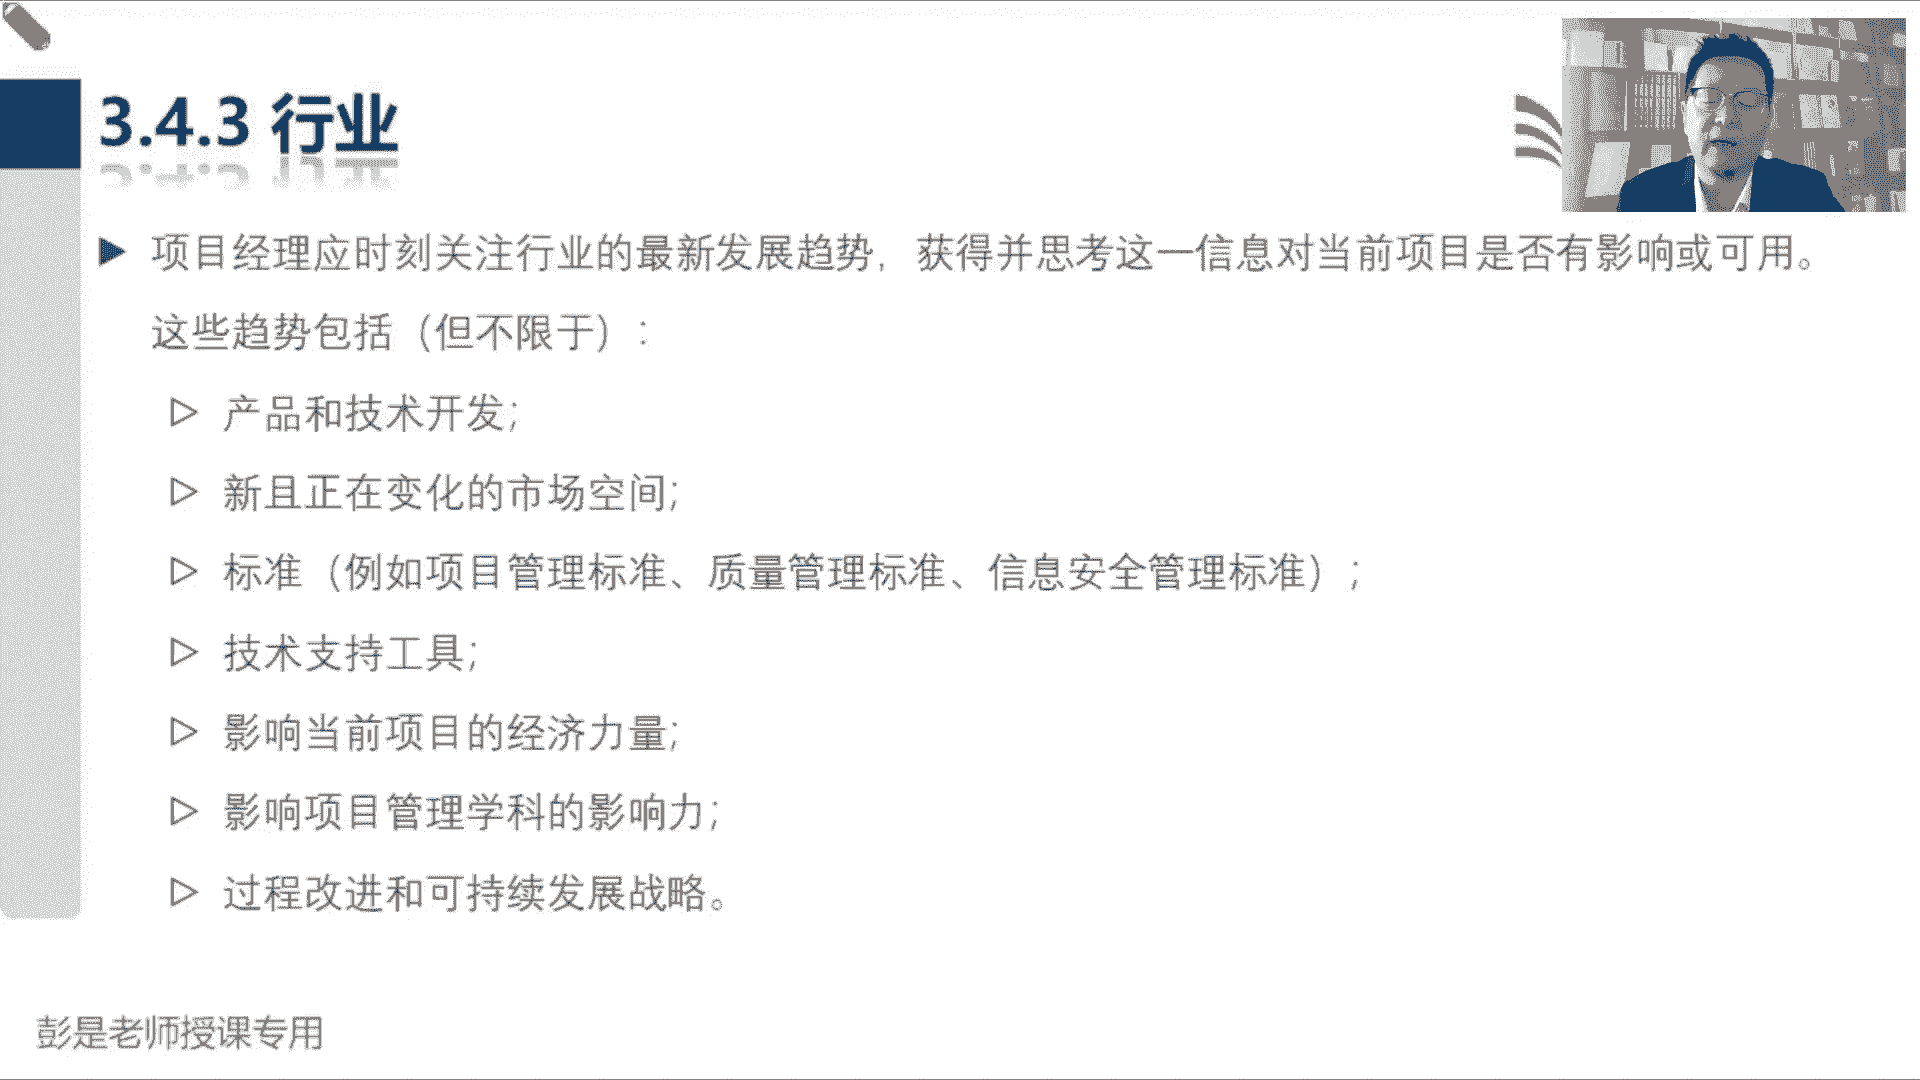 3.4.3 行业
项目经理应时刻关注行业的最新发展趋势，获得并思考这一信息对当前项目是否有影响或可用。
这些趋势包括（但不限于）：
产品和技术开发；
新且正在变化的市场空间；
标准（例如项目管理标准、质量管理标准、信息安全管理标准）；
技术支持工具；
影响当前项目的经济力量；
影响项目管理学科的影响力；
过程改进和可持续发展战略。
彭是老师授课专用